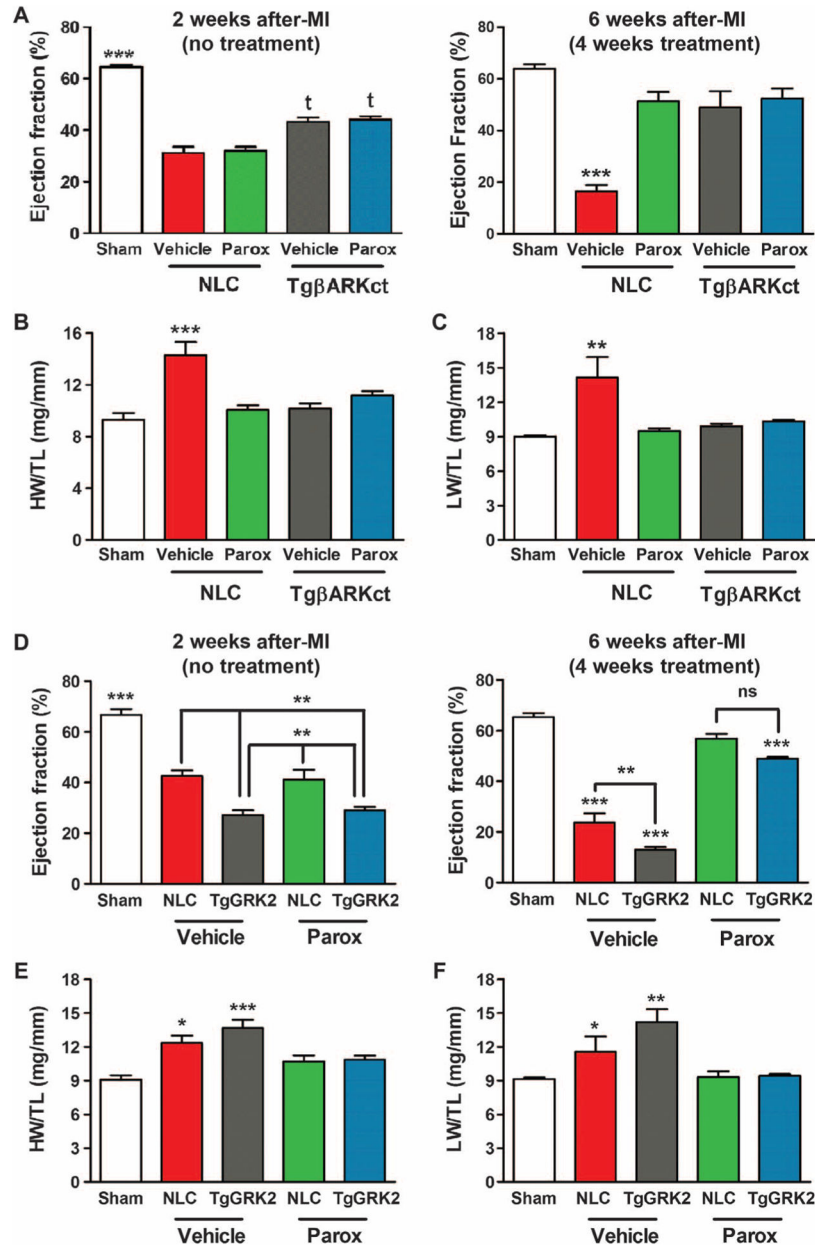 A
2 weeks after-MI
(no treatment)
Ejection fraction (%)
80
60
40
20
0
***
t
t
Sham
Vehicle
Parox
Vehicle
Parox
NLC
TgβARKct
6 weeks after-MI
(4 weeks treatment)
Ejection Fraction (%)
80
60
40
20
0
***
Sham
Vehicle
Parox
Vehicle
Parox
NLC
TgβARKct
B
HW/TL (mg/mm)
16
12
8
4
0
***
Sham
Vehicle
Parox
Vehicle
Parox
NLC
TgβARKct
C
LW/TL (mg/mm)
18
15
12
9
6
3
0
**
Sham
Vehicle
Parox
Vehicle
Parox
NLC
TgβARKct
D
2 weeks after-MI
(no treatment)
Ejection fraction (%)
80
60
40
20
0
***
**
**
Sham
NLC
TgGRK2
NLC
TgGRK2
Vehicle
Parox
6 weeks after-MI
(4 weeks treatment)
Ejection fraction (%)
80
60
40
20
0
***
**
***
ns
***
Sham
NLC
TgGRK2
NLC
TgGRK2
Vehicle
Parox
E
HW/TL (mg/mm)
18
15
12
9
6
3
0
*
***
Sham
NLC
TgGRK2
NLC
TgGRK2
Vehicle
Parox
F
LW/TL (mg/mm)
18
15
12
9
6
3
0
*
**
Sham
NLC
TgGRK2
NLC
TgGRK2
Vehicle
Parox